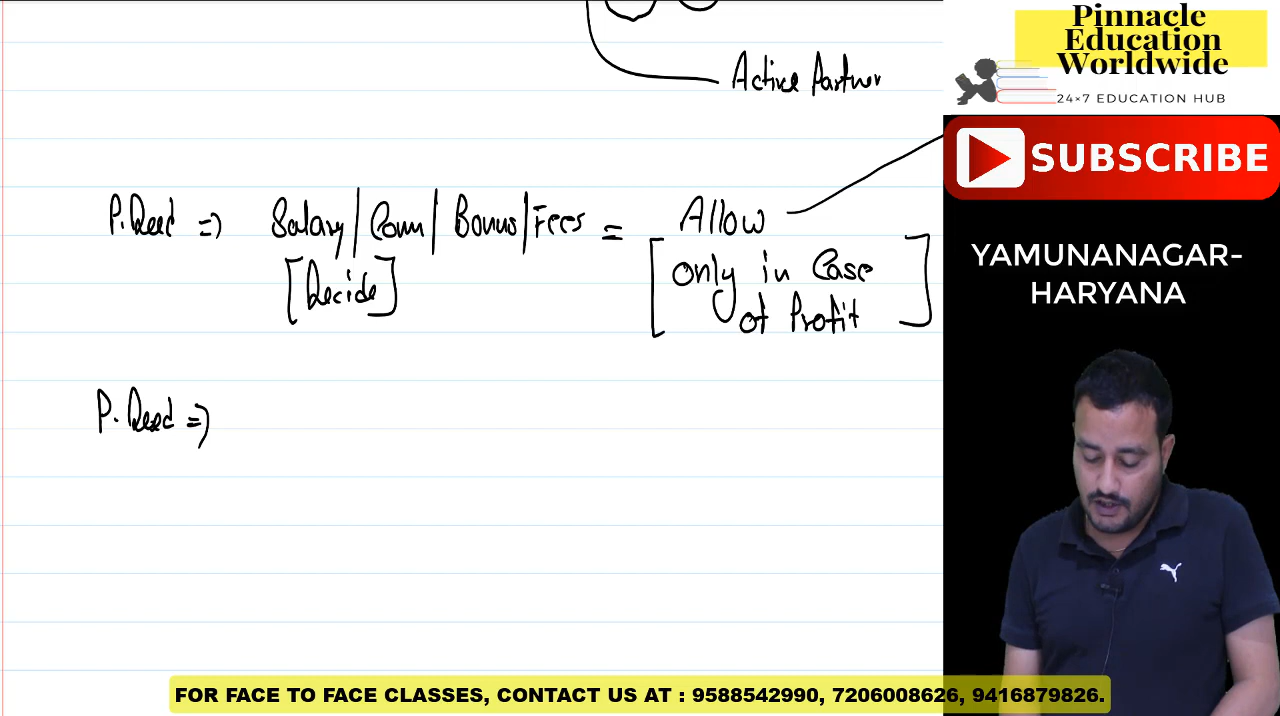 Active Partner
P.Deed => Salary/Comm/Bonus/Fees = Allow
[Decide]
[only in Case
of Profit]
P.Deed =>
Pinnacle
Education
Worldwide
24×7 EDUCATION HUB
SUBSCRIBE
YAMUNANAGAR-
HARYANA
FOR FACE TO FACE CLASSES, CONTACT US AT : 9588542990, 7206008626, 9416879826.